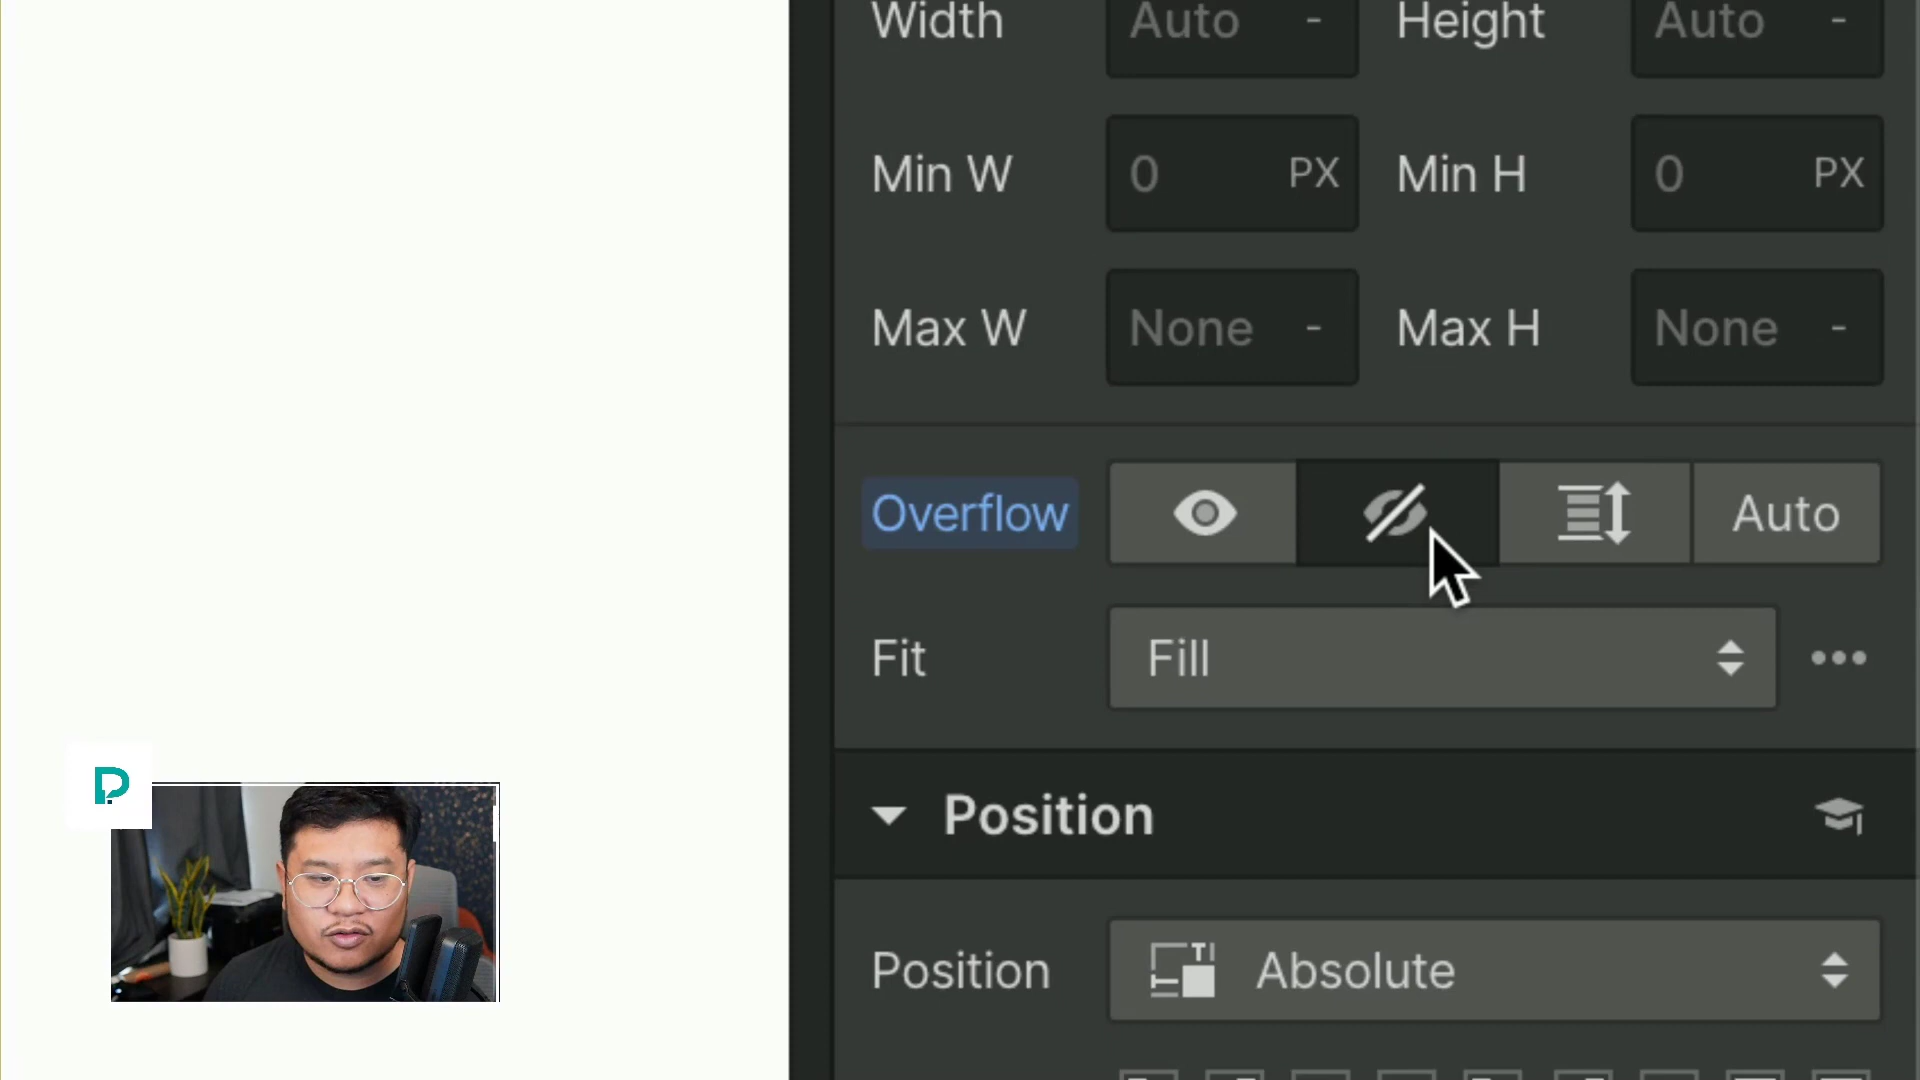 Width Auto - Height Auto -
Min W 0 PX Min H 0 PX
Max W None - Max H None -
Overflow Auto
Fit Fill
Position
Position Absolute